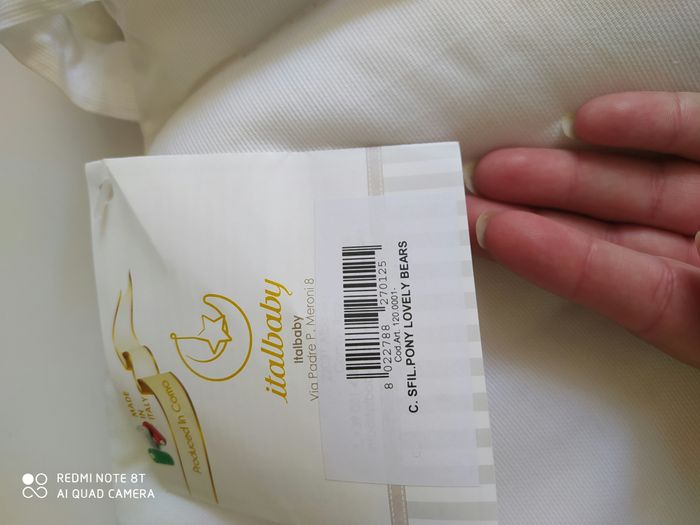 MADE
IN
ITALY
Produced In Como
italbaby
Italbaby
Via Padre P. Meroni 8
8 022788 270125
Cod.Art. 120 0001-
C. SFIL.PONY LOVELY BEARS
REDMI NOTE 8T
AI QUAD CAMERA